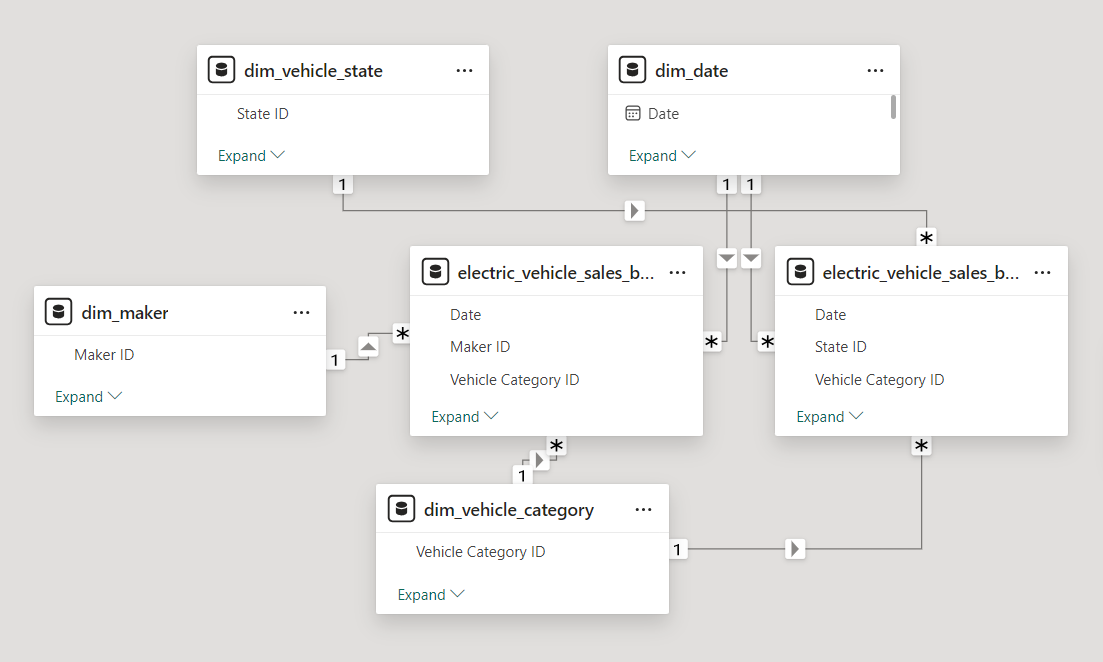 dim_vehicle_state
State ID
Expand
dim_date
Date
Expand
1
1
1
*
electric_vehicle_sales_b...
Date
Maker ID
Vehicle Category ID
Expand
electric_vehicle_sales_b...
Date
State ID
Vehicle Category ID
Expand
dim_maker
Maker ID
Expand
1
*
*
*
*
1
*
dim_vehicle_category
Vehicle Category ID
Expand
1